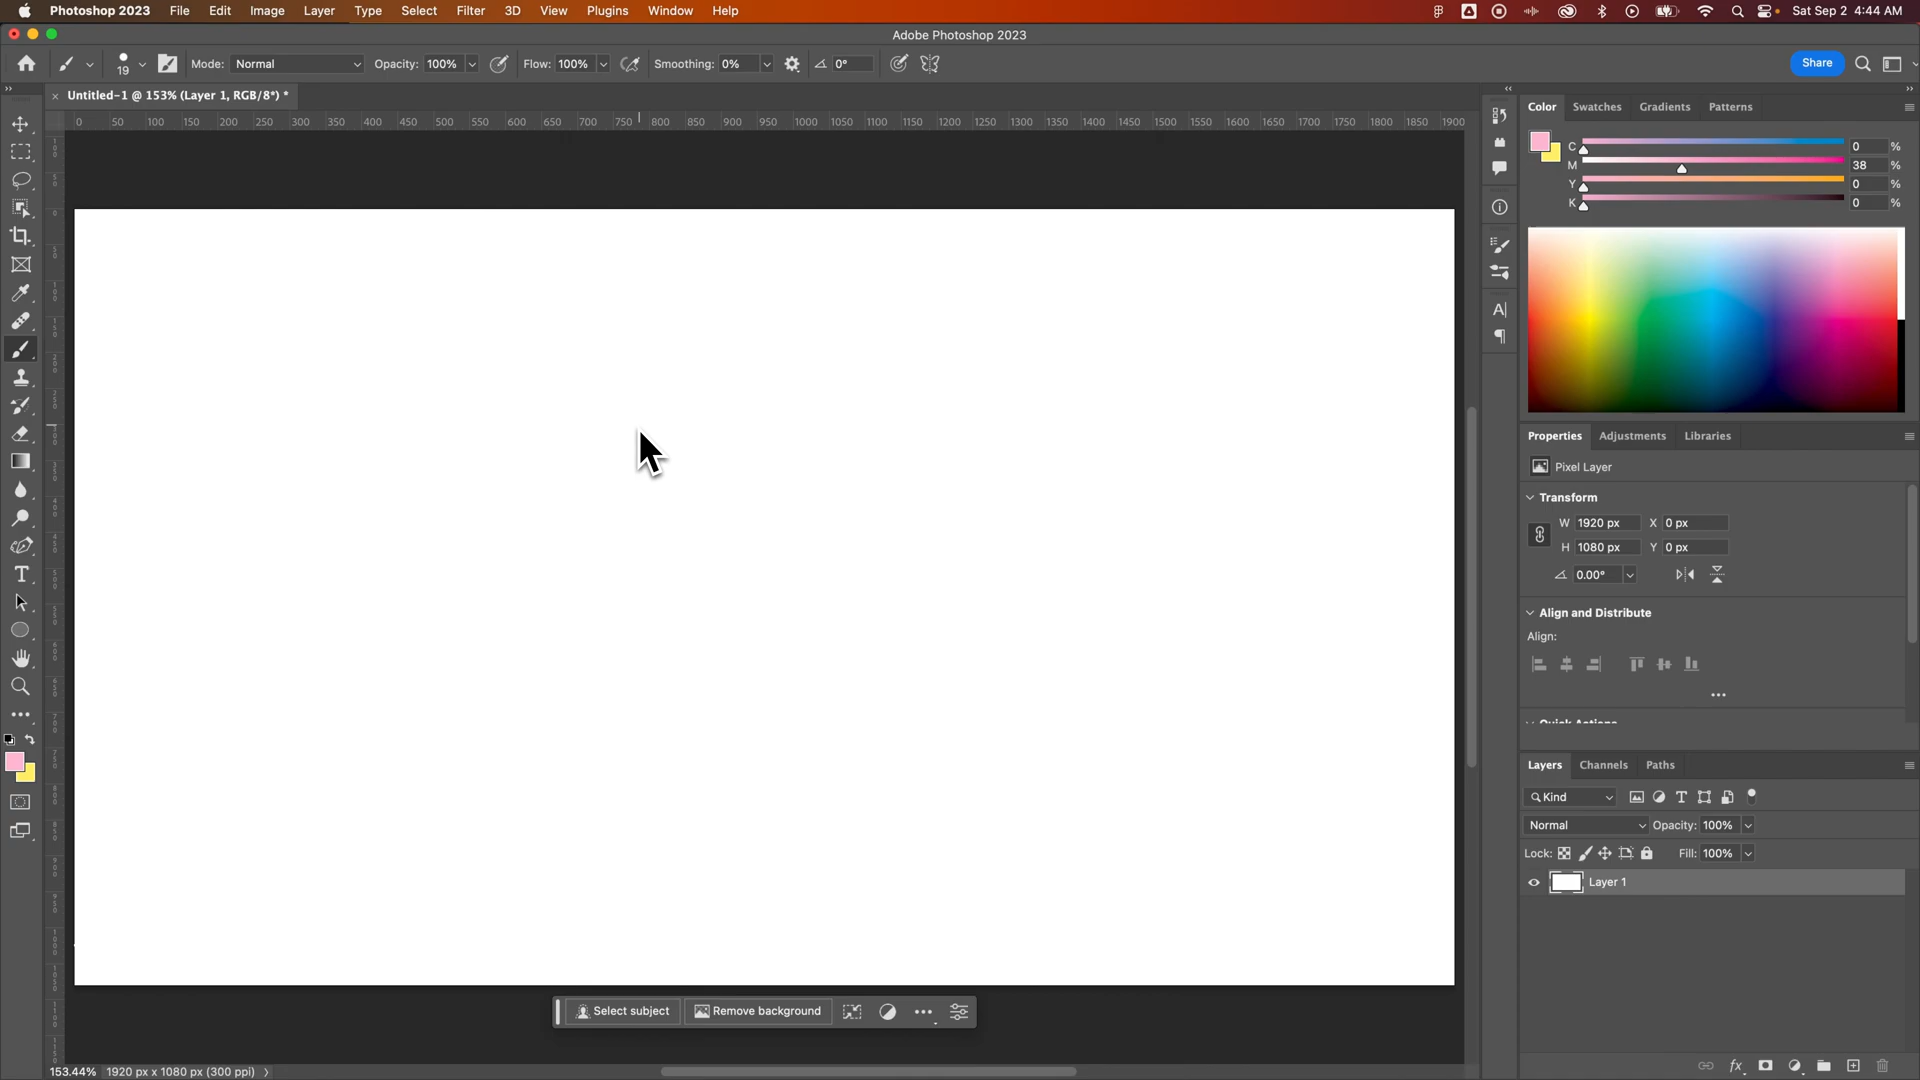 Photoshop 2023 File Edit Image Layer Type Select Filter 3D View Plugins Window Help Sat Sep 2 4:44 AM
Adobe Photoshop 2023
19 Mode: Normal Opacity: 100% Flow: 100% Smoothing: 0% 0° Share
Untitled-1 @ 153% (Layer 1, RGB/8*) *
0 50 100 150 200 250 300 350 400 450 500 550 600 650 700 750 800 850 900 950 1000 1050 1100 1150 1200 1250 1300 1350 1400 1450 1500 1550 1600 1650 1700 1750 1800 1850 1900
Color Swatches Gradients Patterns
C 0 %
M 38 %
Y 0 %
K 0 %
Properties Adjustments Libraries
Pixel Layer
Transform
W 1920 px X 0 px
H 1080 px Y 0 px
0.00°
Align and Distribute
Align:
Quick Actions
Layers Channels Paths
Kind
Normal Opacity: 100%
Lock: Fill: 100%
Layer 1
Select subject Remove background
153.44% 1920 px x 1080 px (300 ppi)